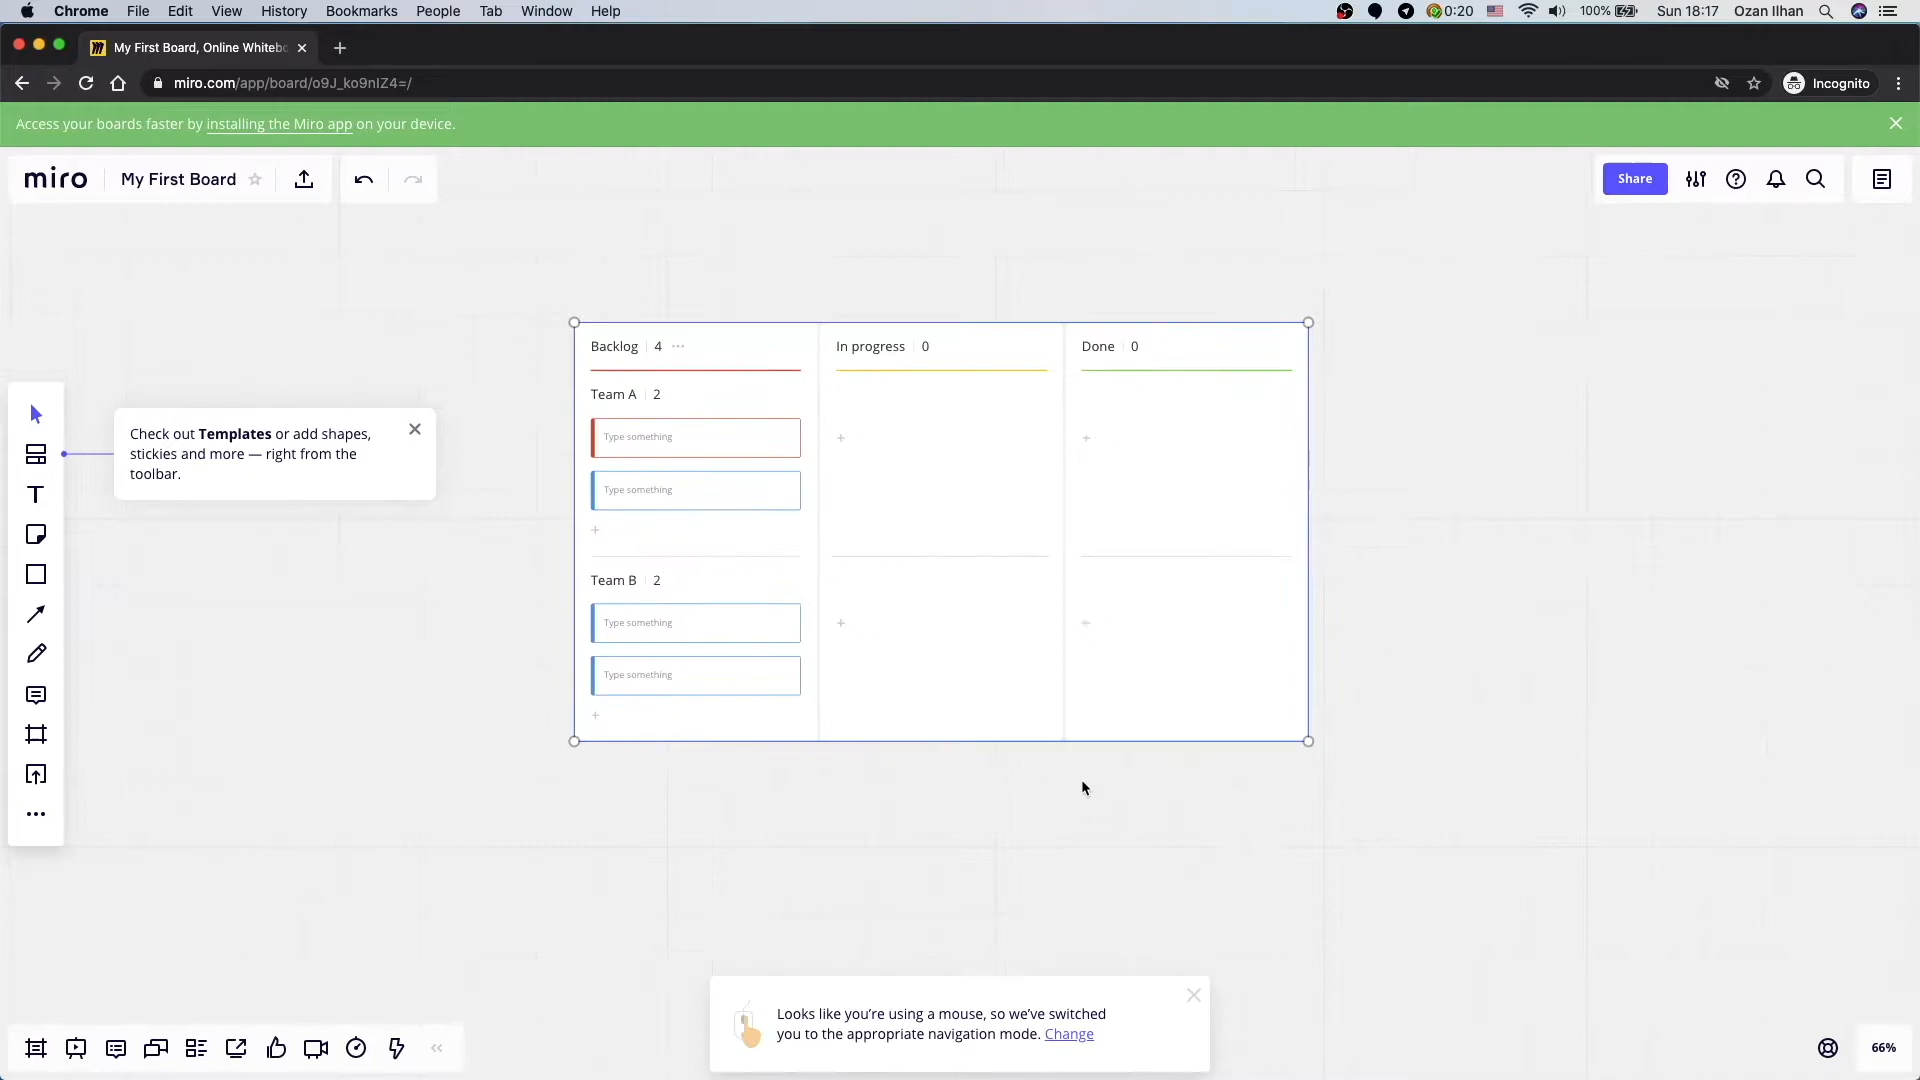 Chrome File Edit View History Bookmarks People Tab Window Help
0:20 100% Sun 18:17 Ozan Ilhan
My First Board, Online Whitebo
miro.com/app/board/o9J_ko9nIZ4=/
Incognito
Access your boards faster by installing the Miro app on your device.
miro My First Board
Share
Backlog 4
In progress 0
Done 0
Team A 2
Type something
Type something
Check out Templates or add shapes,
stickies and more — right from the
toolbar.
Team B 2
Type something
Type something
Looks like you're using a mouse, so we've switched
you to the appropriate navigation mode. Change
66%